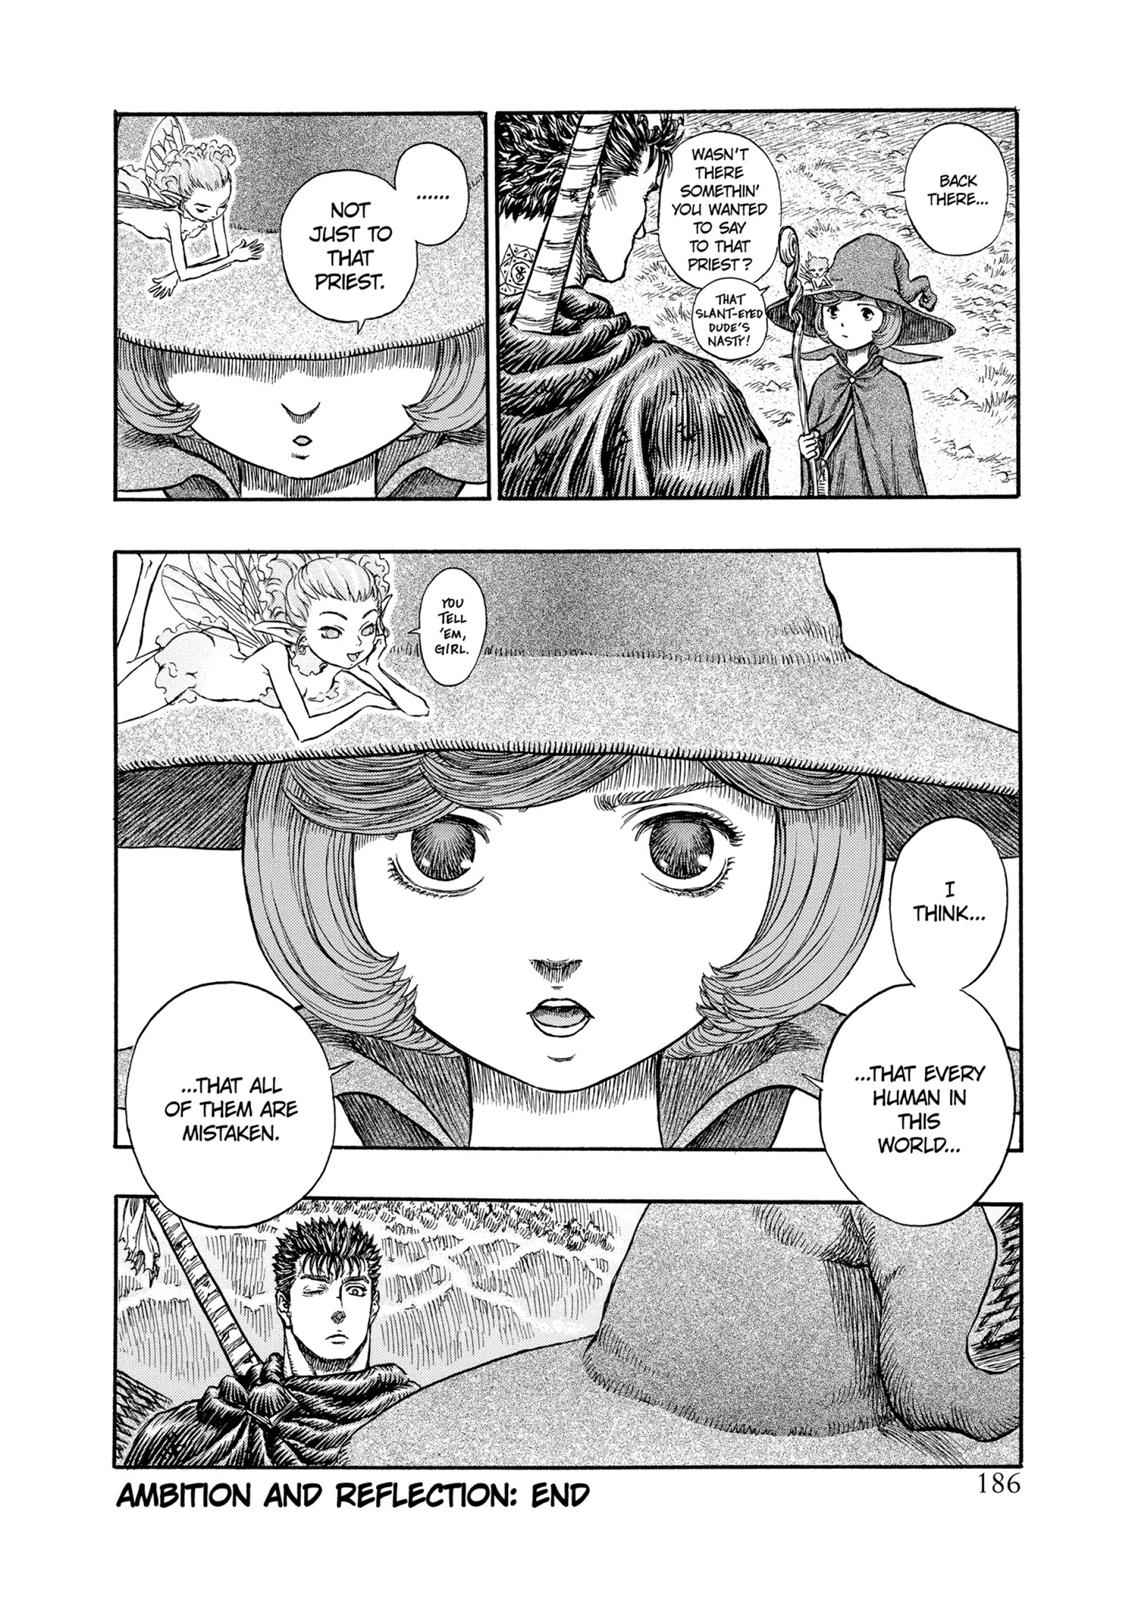 BACK
THERE...
WASN'T
THERE
SOMETHIN'
YOU WANTED
TO SAY
TO THAT
PRIEST?
THAT
SLANT-EYED
DUDE'S
NASTY!
......
NOT
JUST TO
THAT
PRIEST.
YOU
TELL
'EM,
GIRL.
I
THINK...
...THAT EVERY
HUMAN IN
THIS
WORLD...
...THAT ALL
OF THEM ARE
MISTAKEN.
AMBITION AND REFLECTION: END
186